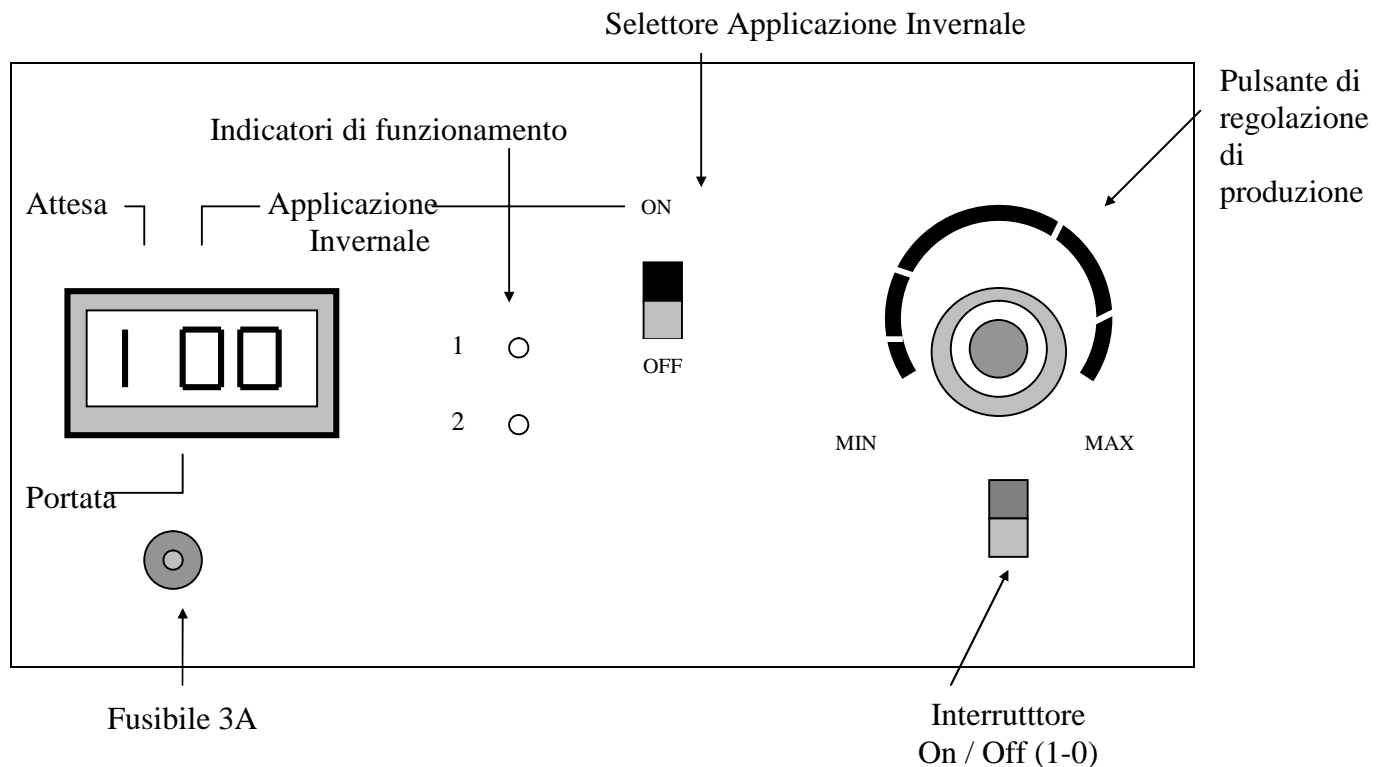 Selettore Applicazione Invernale
Pulsante di
regolazione
di
produzione
Indicatori di funzionamento
Attesa
Applicazione
Invernale
ON
1 00
1
OFF
2
MIN
MAX
Portata
Fusibile 3A
Interrutttore
On / Off (1-0)